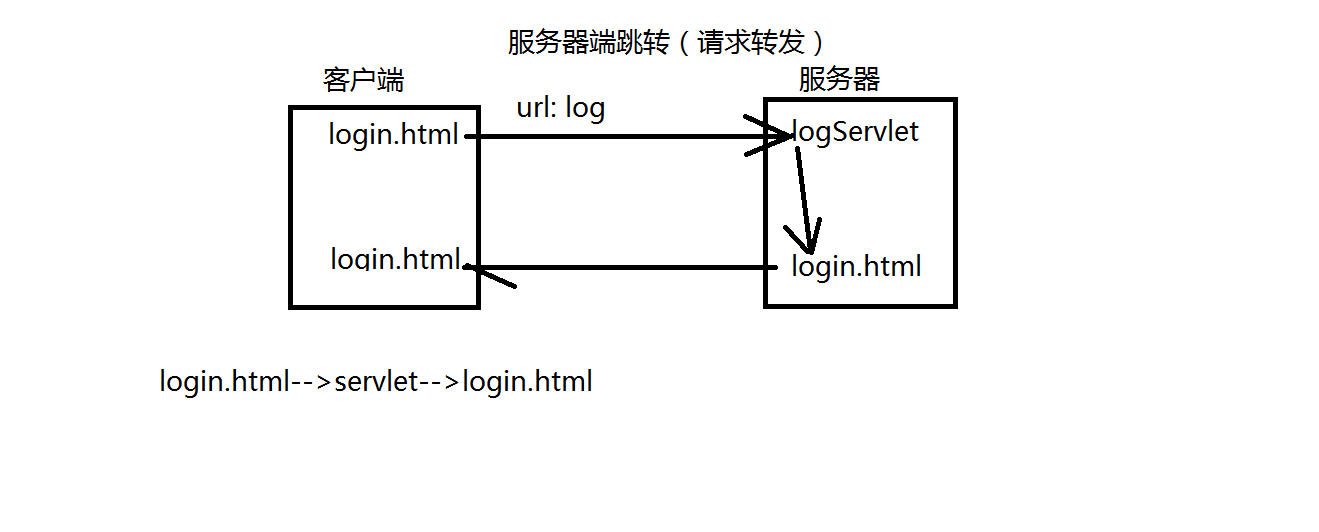 服务器端跳转（请求转发）
客户端
服务器
url: log
login.html
logServlet
login.html
login.html
login.html-->servlet-->login.html